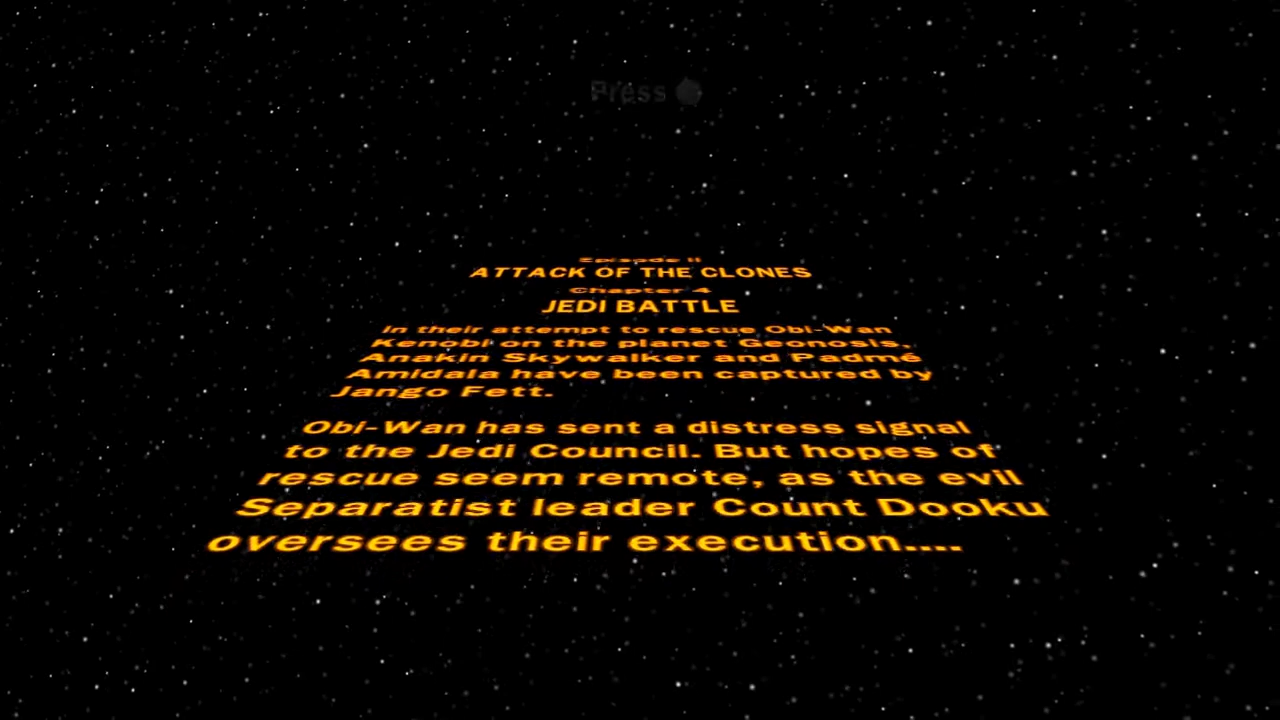 Press
Episode II
ATTACK OF THE CLONES
Chapter 4
JEDI BATTLE
In their attempt to rescue Obi-Wan
Kenobi on the planet Geonosis,
Anakin Skywalker and Padmé
Amidala have been captured by
Jango Fett.
Obi-Wan has sent a distress signal
to the Jedi Council. But hopes of
rescue seem remote, as the evil
Separatist leader Count Dooku
oversees their execution....